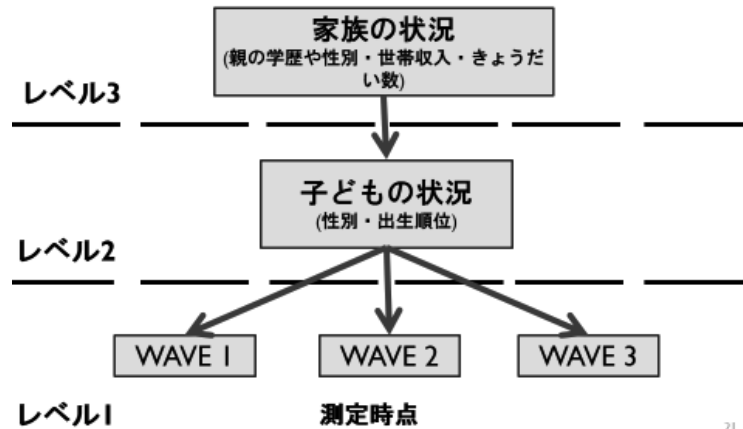 家族の状況
(親の学歴や性別・世帯収入・きょうだ
い数)
レベル3
子どもの状況
(性別・出生順位)
レベル2
WAVE 1
WAVE 2
WAVE 3
レベル1
測定時点
21